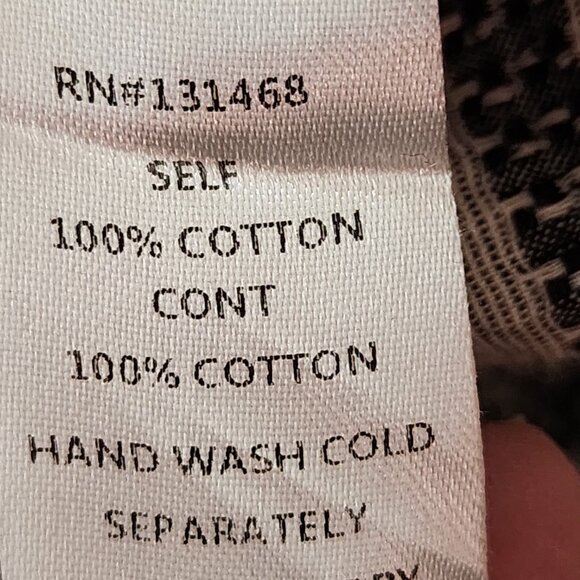 RN#131468
SELF
100% COTTON
CONT
100% COTTON
HAND WASH COLD
SEPARATELY